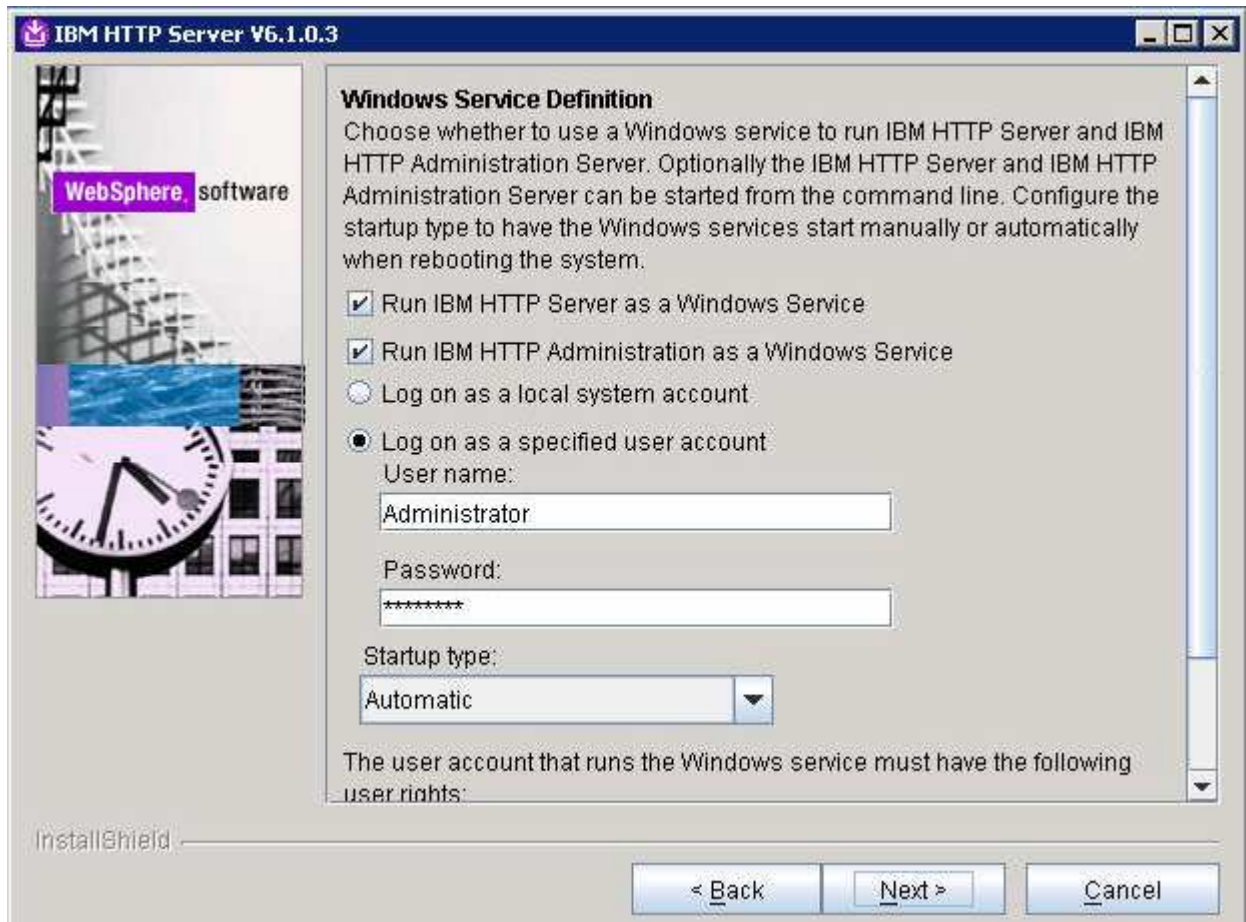 IBM HTTP Server V6.1.0.3
WebSphere. software
Windows Service Definition
Choose whether to use a Windows service to run IBM HTTP Server and IBM
HTTP Administration Server. Optionally the IBM HTTP Server and IBM HTTP
Administration Server can be started from the command line. Configure the
startup type to have the Windows services start manually or automatically
when rebooting the system.
Run IBM HTTP Server as a Windows Service
Run IBM HTTP Administration as a Windows Service
Log on as a local system account
Log on as a specified user account
User name:
Administrator
Password:
********
Startup type:
Automatic
The user account that runs the Windows service must have the following
user rights:
InstallShield
< Back
Next >
Cancel